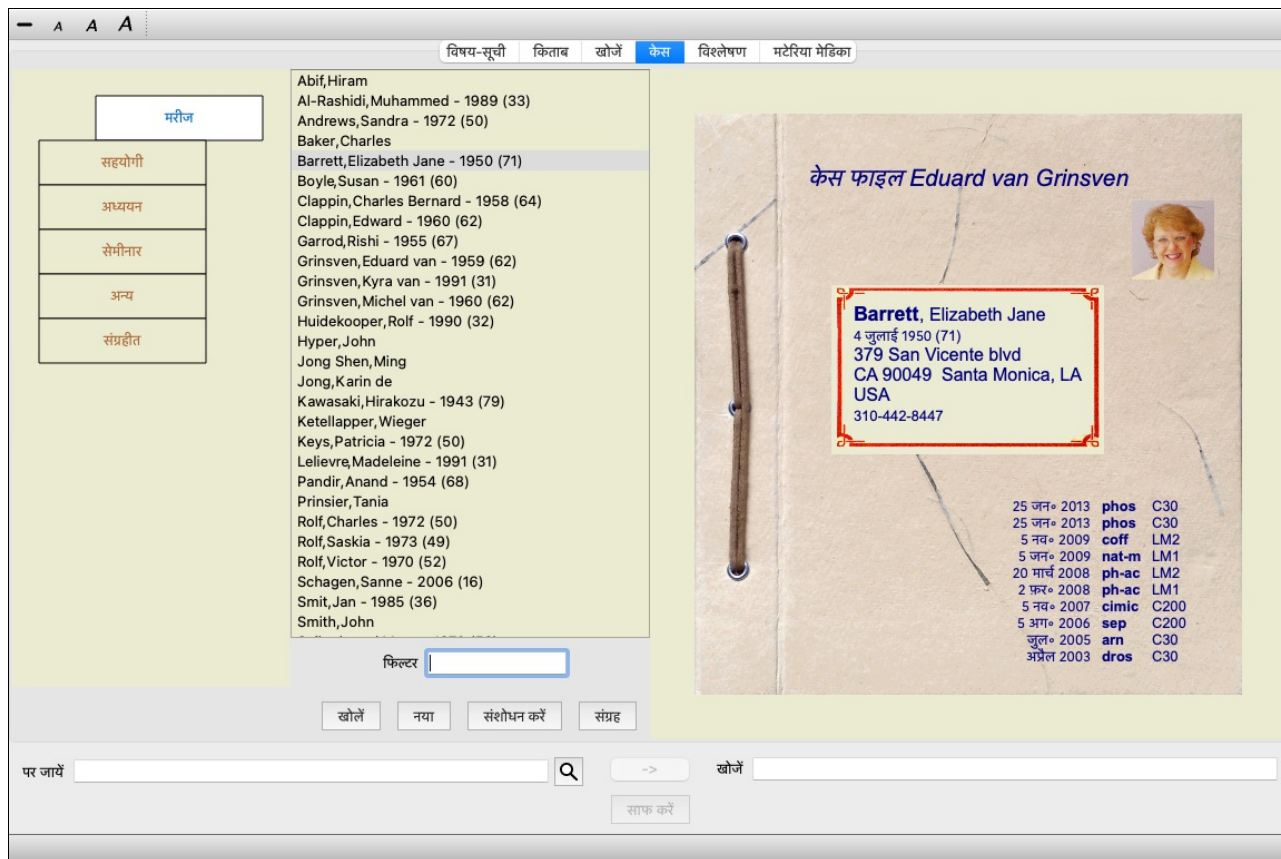 A A A
विषय-सूची किताब खोजें केस विश्लेषण मटेरिया मेडिका
मरीज
सहयोगी
अध्ययन
सेमीनार
अन्य
संग्रहीत
Abif,Hiram
Al-Rashidi,Muhammed - 1989 (33)
Andrews,Sandra - 1972 (50)
Baker,Charles
Barrett,Elizabeth Jane - 1950 (71)
Boyle,Susan - 1961 (60)
Clappin,Charles Bernard - 1958 (64)
Clappin,Edward - 1960 (62)
Garrod,Rishi - 1955 (67)
Grinsven,Eduard van - 1959 (62)
Grinsven,Kyra van - 1991 (31)
Grinsven,Michel van - 1960 (62)
Huidekooper,Rolf - 1990 (32)
Hyper,John
Jong Shen,Ming
Jong,Karin de
Kawasaki,Hirakozu - 1943 (79)
Ketellapper,Wieger
Keys,Patricia - 1972 (50)
Lelievre,Madeleine - 1991 (31)
Pandir,Anand - 1954 (68)
Prinsier,Tania
Rolf,Charles - 1972 (50)
Rolf,Saskia - 1973 (49)
Rolf,Victor - 1970 (52)
Schagen,Sanne - 2006 (16)
Smit,Jan - 1985 (36)
Smith,John
फिल्टर
खोलें नया संशोधन करें संग्रह
केस फाइल Eduard van Grinsven
Barrett, Elizabeth Jane
4 जुलाई 1950 (71)
379 San Vicente blvd
CA 90049 Santa Monica, LA
USA
310-442-8447
25 जन॰ 2013 phos C30
25 जन॰ 2013 phos C30
5 नव॰ 2009 coff LM2
5 जन॰ 2009 nat-m LM1
20 मार्च 2008 ph-ac LM2
2 फ़र॰ 2008 ph-ac LM1
5 नव॰ 2007 cimic C200
5 अग॰ 2006 sep C200
जुल॰ 2005 arn C30
अप्रैल 2003 dros C30
पर जायें -> खोजें
साफ करें